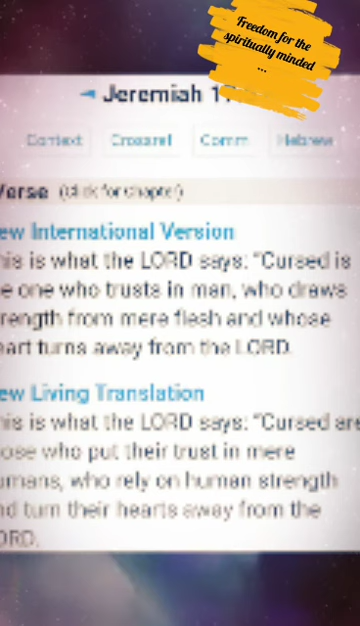 Freedom for the
spiritually minded
...
Jeremiah 1
Context Crossref Comm Hebrew
Verse (Click for Chapter)
ew International Version
his is what the LORD says: "Cursed is
e one who trusts in man, who draws
rength from mere flesh and whose
eart turns away from the LORD.
ew Living Translation
his is what the LORD says: "Cursed are
ose who put their trust in mere
umans, who rely on human strength
nd turn their hearts away from the
ORD.